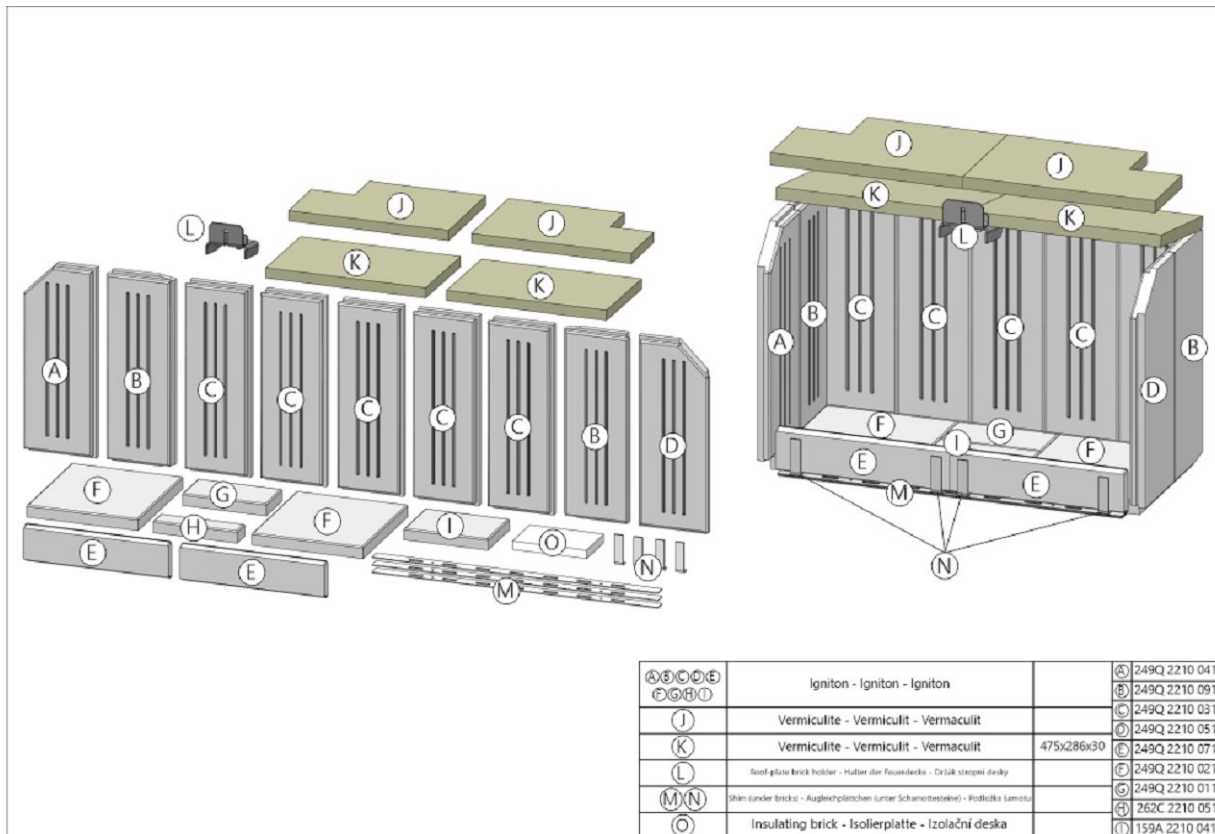 J
J
L
K
K
A
B
C
C
C
C
C
B
D
F
G
H
F
I
O
N
E
E
M
J
J
K
K
L
A
B
C
C
C
C
B
D
F
G
I
F
E
E
M
N
A B C D E
F G H I
Igniton - Igniton - Igniton
J
Vermiculite - Vermiculit - Vermaculit
K
Vermiculite - Vermiculit - Vermaculit
475x286x30
L
Roof-plate brick holder - Halter der Feuerdecke - Držák stropní desky
M N
Shim (under bricks) - Augleichplättchen (unter Schamottesteine) - Podložka šamotu
O
Insulating brick - Isolierplatte - Izolační deska
A 249Q 2210 041
B 249Q 2210 091
C 249Q 2210 031
D 249Q 2210 051
E 249Q 2210 071
F 249Q 2210 021
G 249Q 2210 011
H 262C 2210 051
I 159A 2210 041